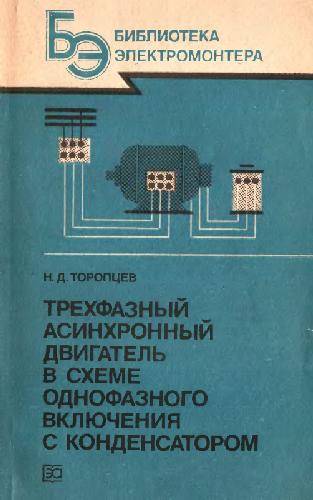 БЭ
БИБЛИОТЕКА
ЭЛЕКТРОМОНТЕРА
Н. Д. ТОРОПЦЕВ
ТРЕХФАЗНЫЙ
АСИНХРОННЫЙ
ДВИГАТЕЛЬ
В СХЕМЕ
ОДНОФАЗНОГО
ВКЛЮЧЕНИЯ
С КОНДЕНСАТОРОМ